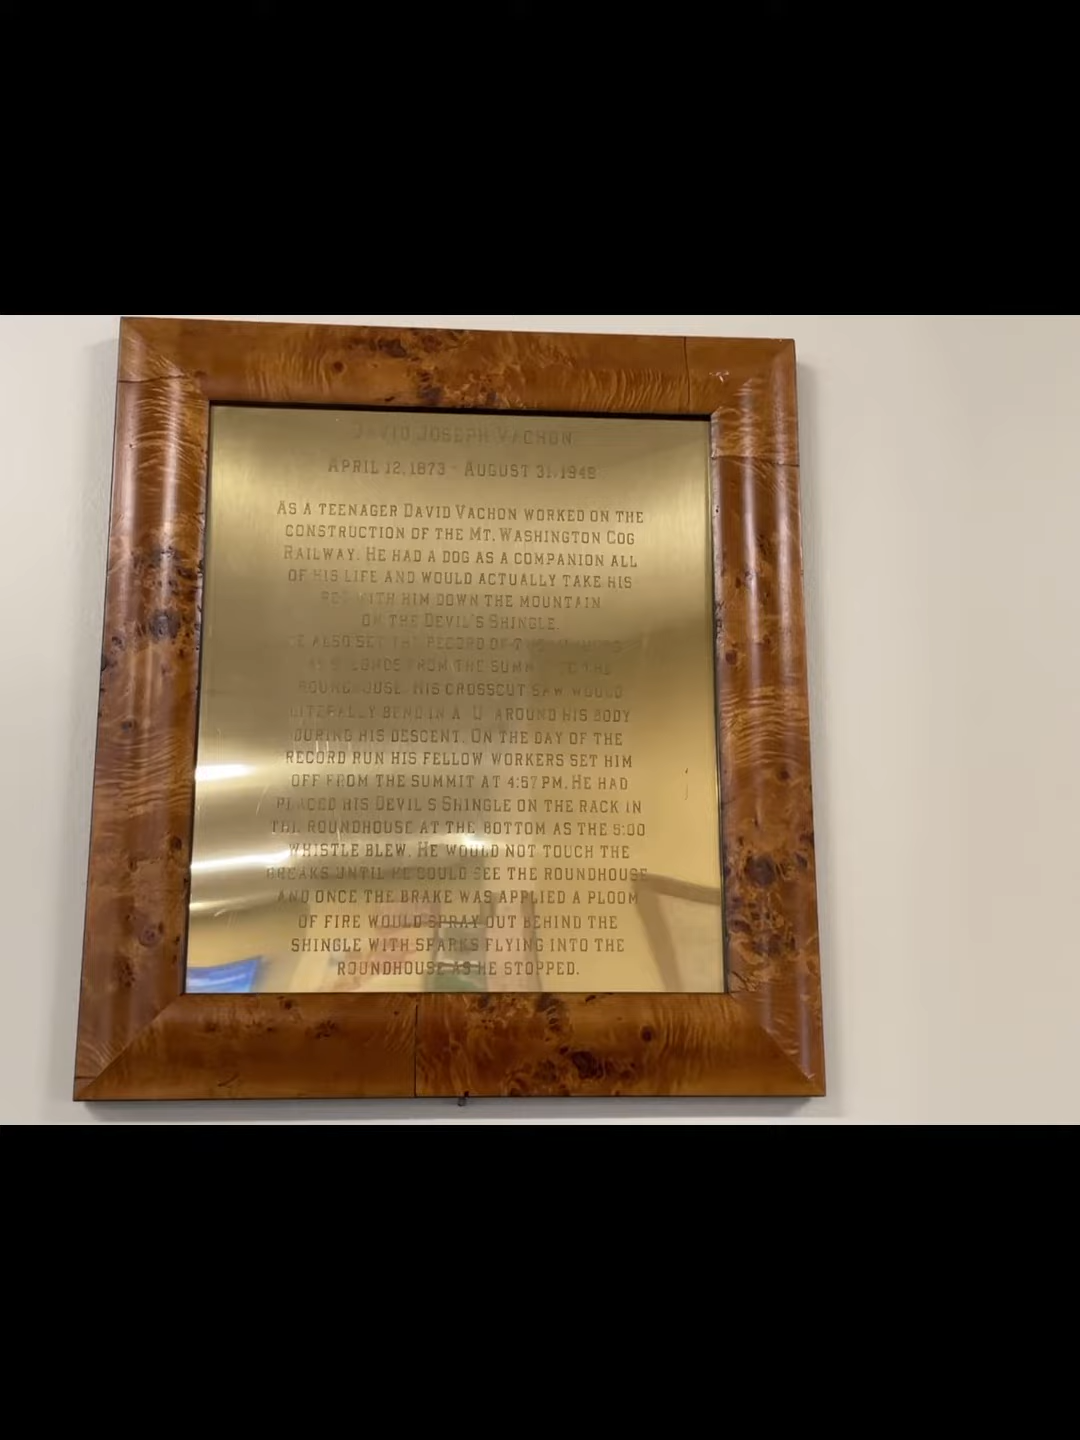 DAVID JOSEPH VACHON
APRIL 12, 1873 - AUGUST 31, 1949
AS A TEENAGER DAVID VACHON WORKED ON THE
CONSTRUCTION OF THE MT. WASHINGTON COG
RAILWAY. HE HAD A DOG AS A COMPANION ALL
OF HIS LIFE AND WOULD ACTUALLY TAKE HIS
DOG WITH HIM DOWN THE MOUNTAIN
ON THE DEVIL'S SHINGLE.
HE ALSO SET THE RECORD OF
SECONDS FROM THE SUMMIT TO THE
ROUNDHOUSE. HIS CROSSCUT SAW WOULD
LITERALLY BEND IN A U AROUND HIS BODY
DURING HIS DESCENT. ON THE DAY OF THE
RECORD RUN HIS FELLOW WORKERS SET HIM
OFF FROM THE SUMMIT AT 4:57 PM. HE HAD
PLACED HIS DEVIL'S SHINGLE ON THE RACK IN
THE ROUNDHOUSE AT THE BOTTOM AS THE 5:00
WHISTLE BLEW. HE WOULD NOT TOUCH THE
BREAKS UNTIL HE COULD SEE THE ROUNDHOUSE
AND ONCE THE BRAKE WAS APPLIED A PLOOM
OF FIRE WOULD SPRAY OUT BEHIND THE
SHINGLE WITH SPARKS FLYING INTO THE
ROUNDHOUSE AS HE STOPPED.